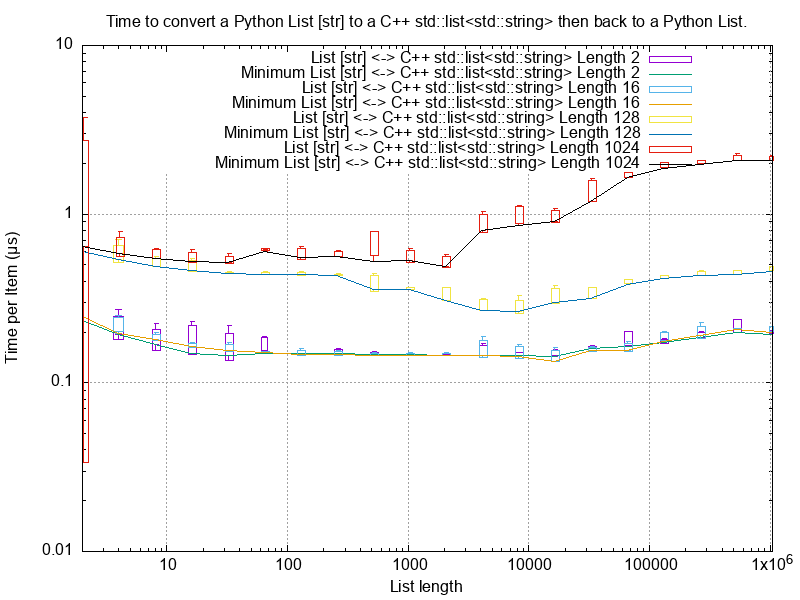 Time to convert a Python List [str] to a C++ std::list<std::string> then back to a Python List.
List [str] <-> C++ std::list<std::string> Length 2
Minimum List [str] <-> C++ std::list<std::string> Length 2
List [str] <-> C++ std::list<std::string> Length 16
Minimum List [str] <-> C++ std::list<std::string> Length 16
List [str] <-> C++ std::list<std::string> Length 128
Minimum List [str] <-> C++ std::list<std::string> Length 128
List [str] <-> C++ std::list<std::string> Length 1024
Minimum List [str] <-> C++ std::list<std::string> Length 1024
10
1
0.1
0.01
Time per Item (µs)
10 100 1000 10000 100000 1x10⁶
List length